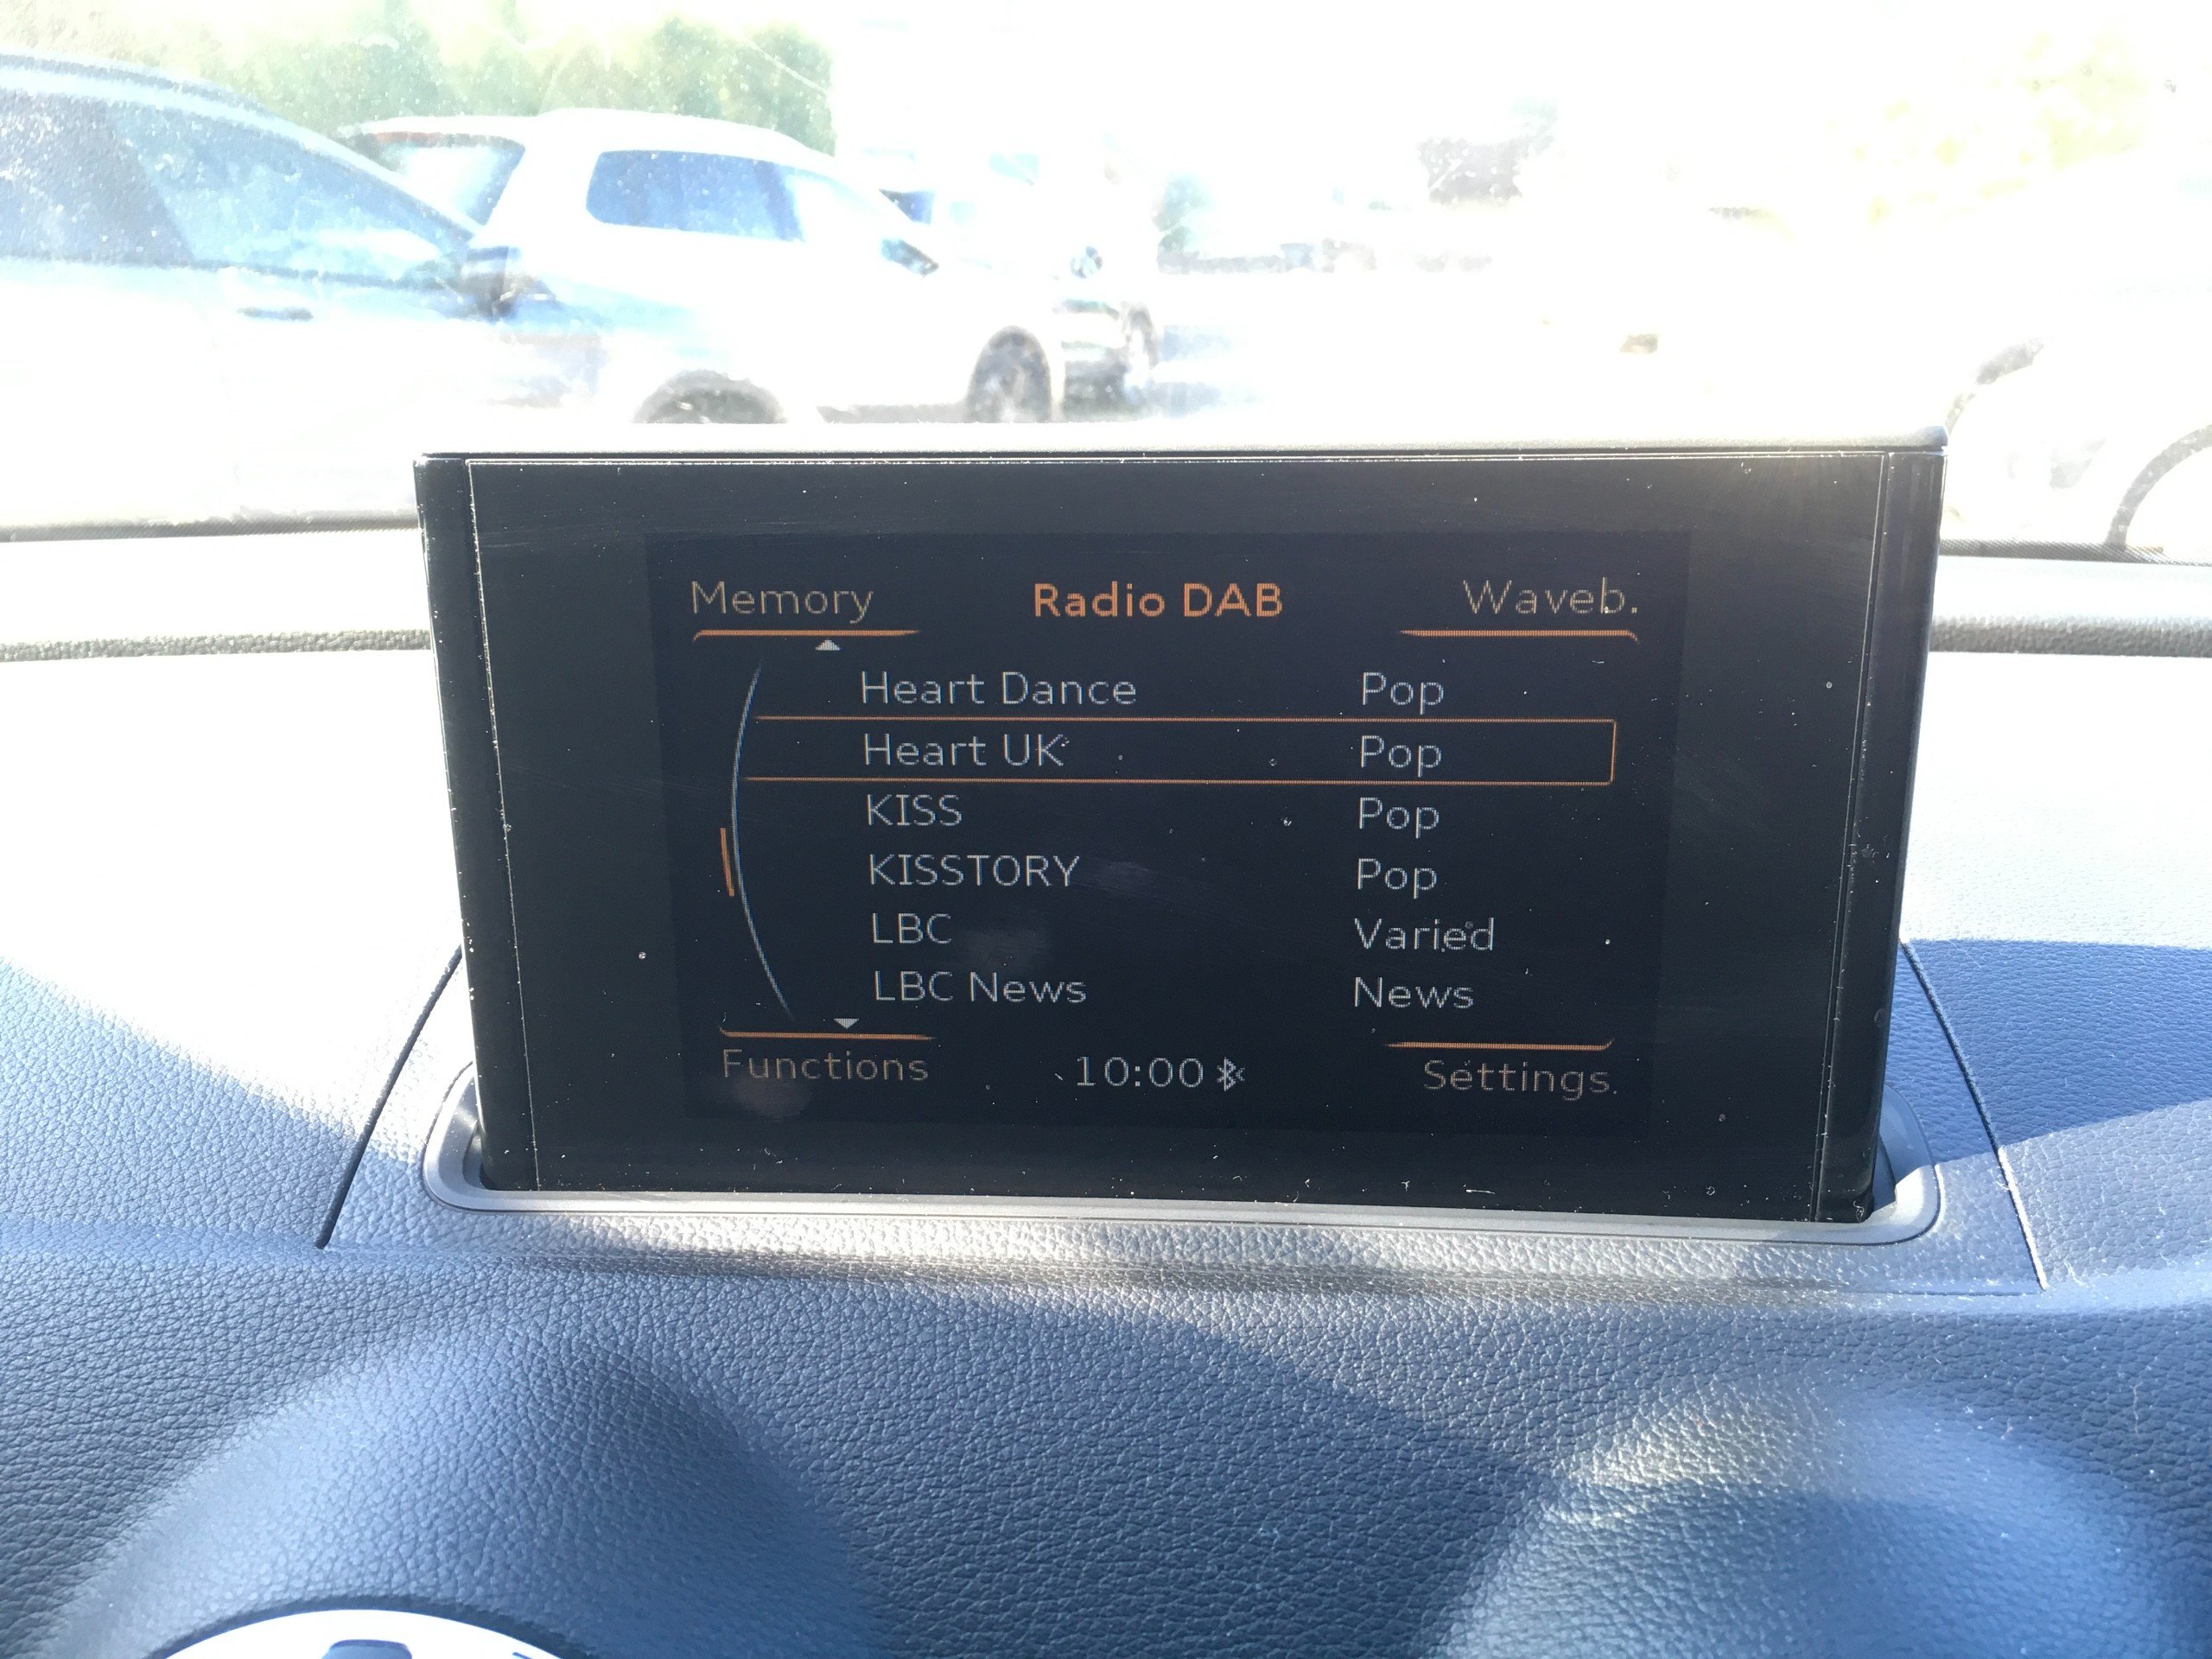 Memory Radio DAB Waveb.
Heart Dance Pop
Heart UK Pop
KISS Pop
KISSTORY Pop
LBC Varied
LBC News News
Functions 10:00 Settings